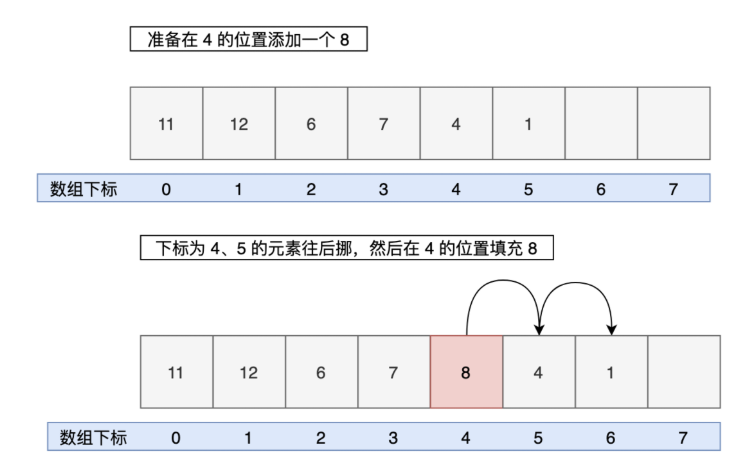 准备在 4 的位置添加一个 8
11 12 6 7 4 1
数组下标 0 1 2 3 4 5 6 7
下标为 4、5 的元素往后挪，然后在 4 的位置填充 8
11 12 6 7 8 4 1
数组下标 0 1 2 3 4 5 6 7